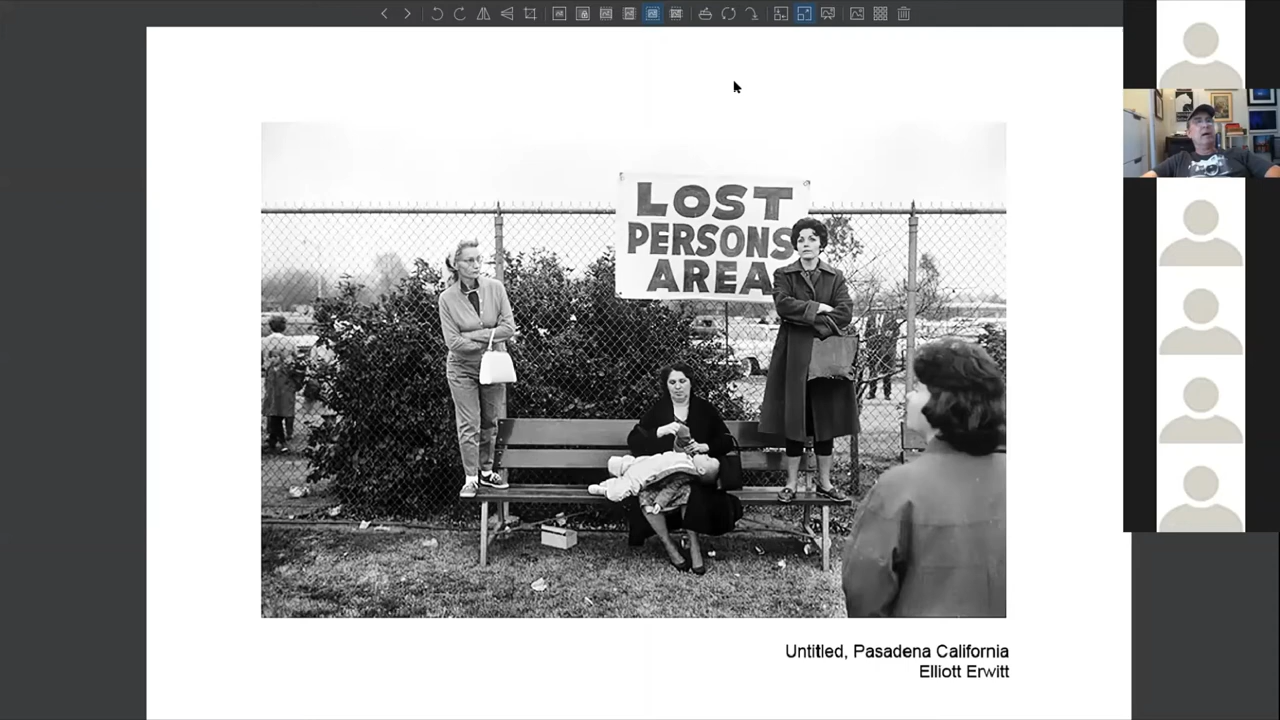 LOST
PERSONS
AREA
Untitled, Pasadena California
Elliott Erwitt